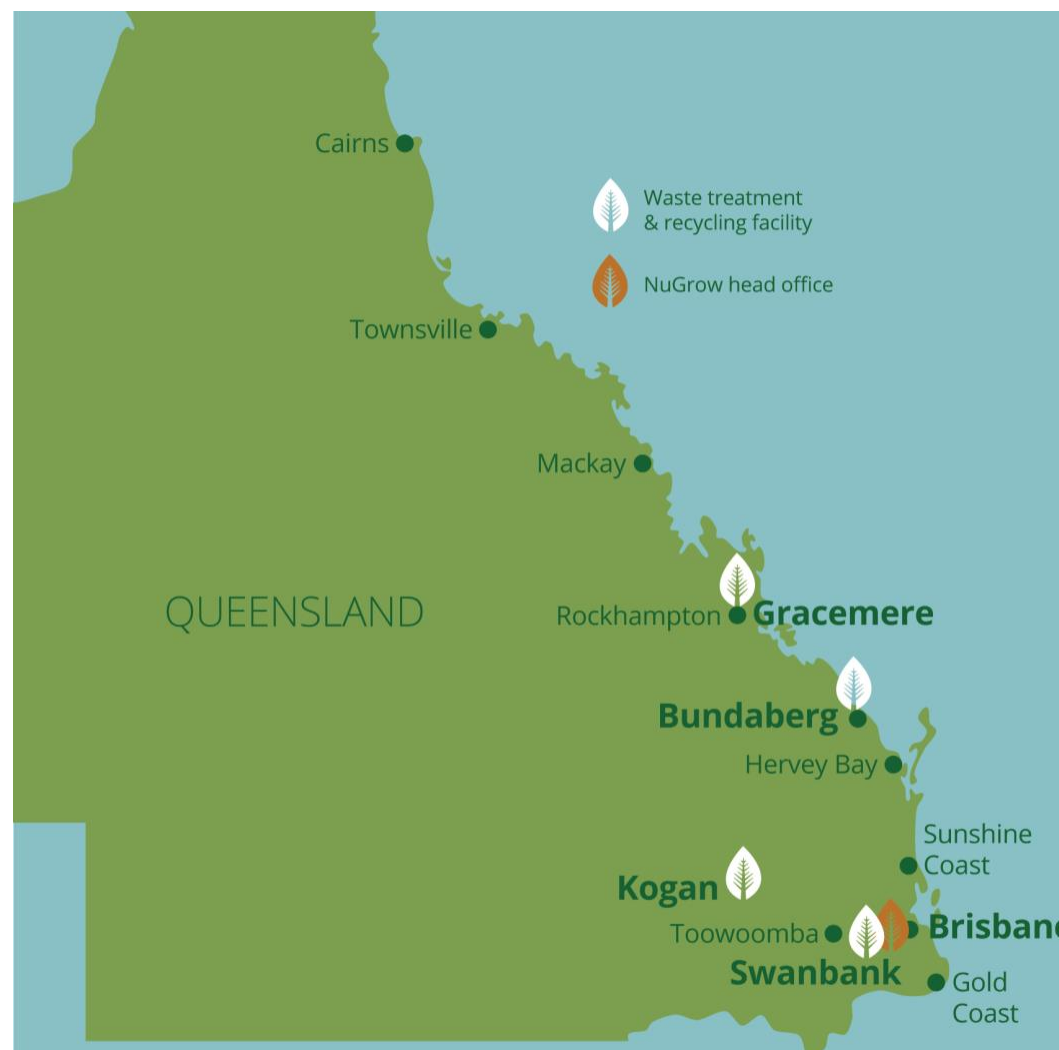 Cairns
Waste treatment
& recycling facility
NuGrow head office
Townsville
Mackay
QUEENSLAND
Rockhampton
Gracemere
Bundaberg
Hervey Bay
Sunshine
Coast
Kogan
Toowoomba
Brisbane
Swanbank
Gold
Coast